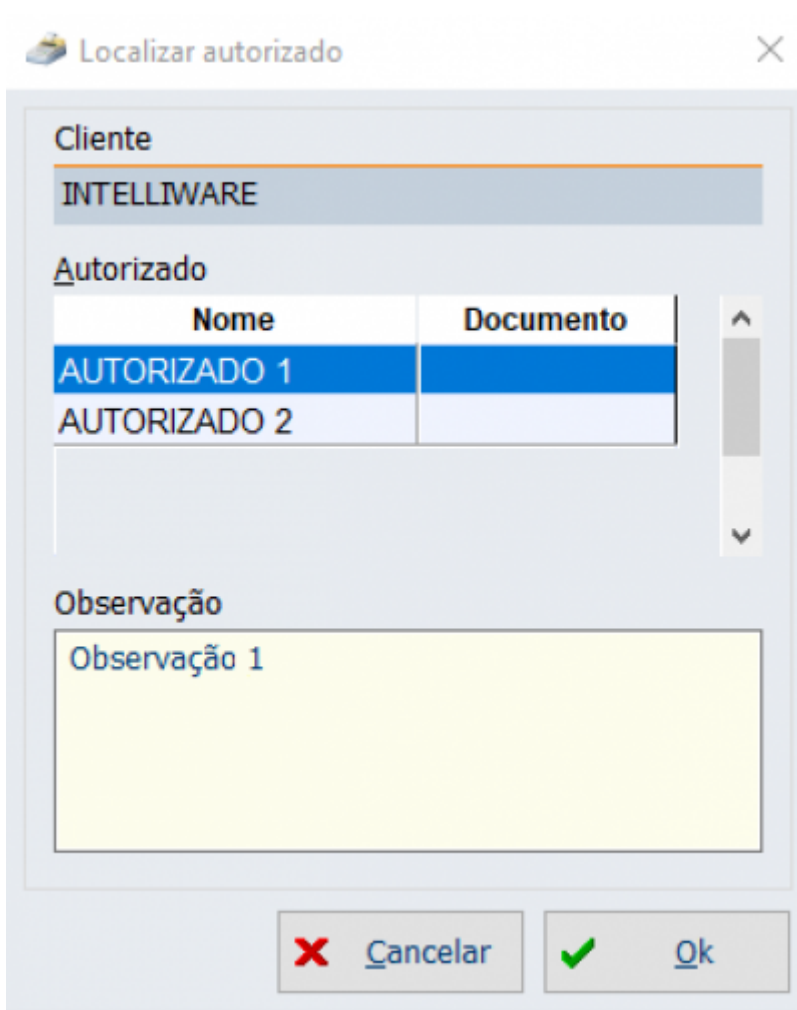 Localizar autorizado
Cliente
INTELLIWARE
Autorizado
Nome Documento
AUTORIZADO 1
AUTORIZADO 2
Observação
Observação 1
Cancelar Ok